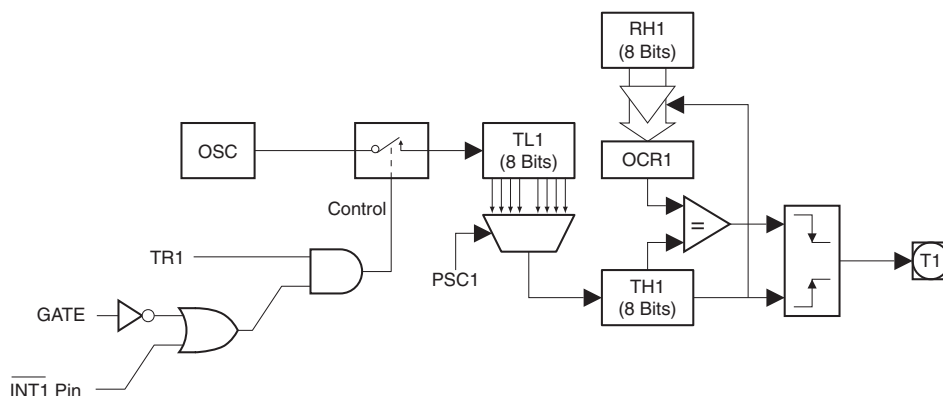 RH1
(8 Bits)
OSC
TL1
(8 Bits)
OCR1
Control
=
TR1
PSC1
T1
TH1
(8 Bits)
GATE
INT1 Pin